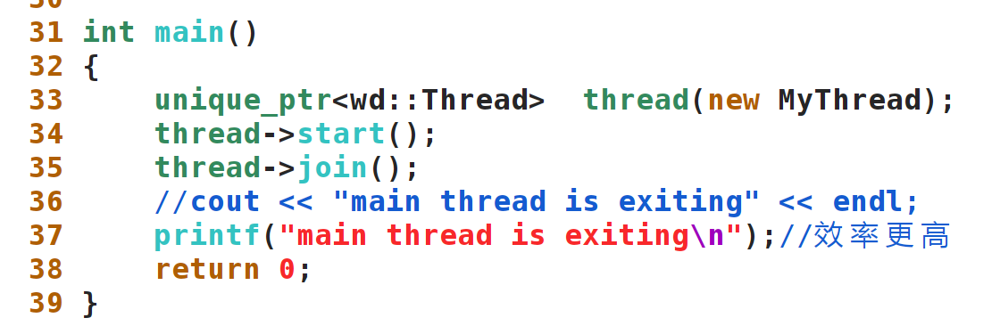 30
31 int main()
32 {
33     unique_ptr<wd::Thread>  thread(new MyThread);
34     thread->start();
35     thread->join();
36     //cout << "main thread is exiting" << endl;
37     printf("main thread is exiting\n");//效率更高
38     return 0;
39 }